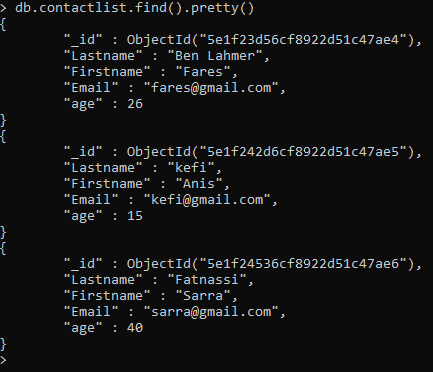 > db.contactlist.find().pretty()
{
        "_id" : ObjectId("5e1f23d56cf8922d51c47ae4"),
        "Lastname" : "Ben Lahmer",
        "Firstname" : "Fares",
        "Email" : "fares@gmail.com",
        "age" : 26
}
{
        "_id" : ObjectId("5e1f242d6cf8922d51c47ae5"),
        "Lastname" : "kefi",
        "Firstname" : "Anis",
        "Email" : "kefi@gmail.com",
        "age" : 15
}
{
        "_id" : ObjectId("5e1f24536cf8922d51c47ae6"),
        "Lastname" : "Fatnassi",
        "Firstname" : "Sarra",
        "Email" : "sarra@gmail.com",
        "age" : 40
}
>